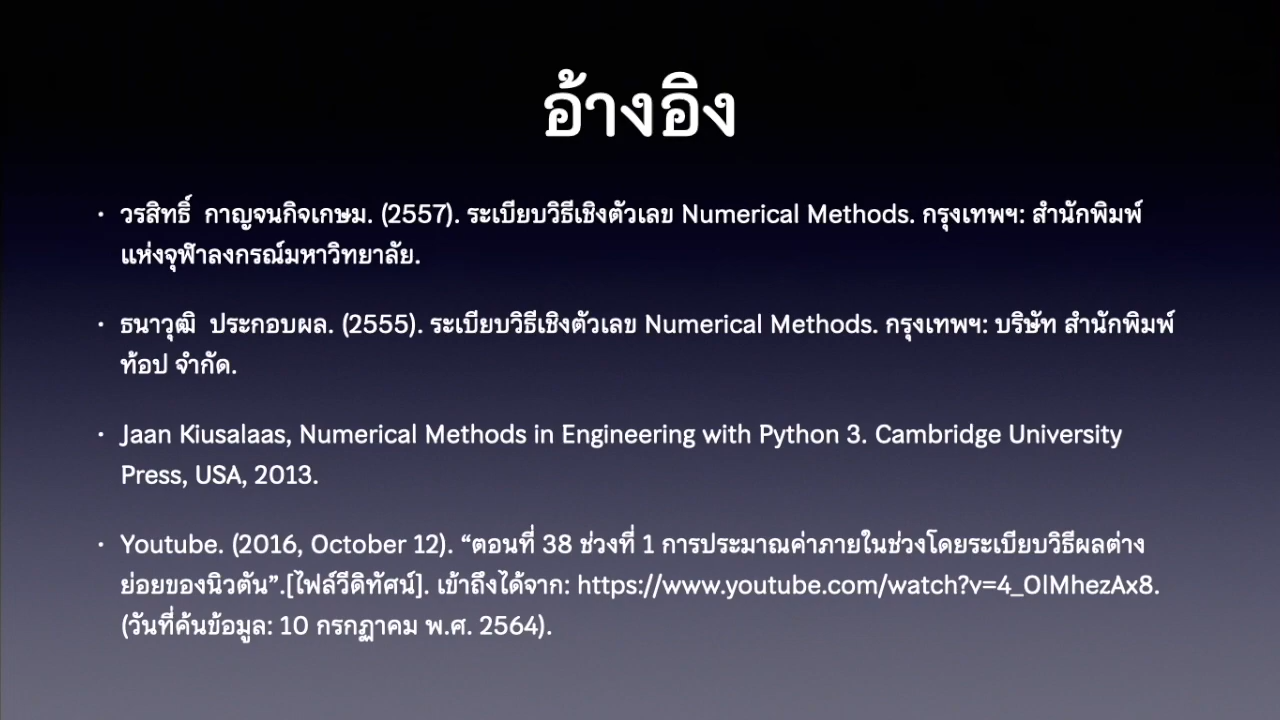 อ้างอิง
• วรสิทธิ์ กาญจนกิจเกษม. (2557). ระเบียบวิธีเชิงตัวเลข Numerical Methods. กรุงเทพฯ: สำนักพิมพ์
แห่งจุฬาลงกรณ์มหาวิทยาลัย.
• ธนาวุฒิ ประกอบผล. (2555). ระเบียบวิธีเชิงตัวเลข Numerical Methods. กรุงเทพฯ: บริษัท สำนักพิมพ์
ท้อป จำกัด.
• Jaan Kiusalaas, Numerical Methods in Engineering with Python 3. Cambridge University
Press, USA, 2013.
• Youtube. (2016, October 12). “ตอนที่ 38 ช่วงที่ 1 การประมาณค่าภายในช่วงโดยระเบียบวิธีผลต่าง
ย่อยของนิวตัน”.[ไฟล์วีดิทัศน์]. เข้าถึงได้จาก: https://www.youtube.com/watch?v=4_OlMhezAx8.
(วันที่ค้นข้อมูล: 10 กรกฏาคม พ.ศ. 2564).